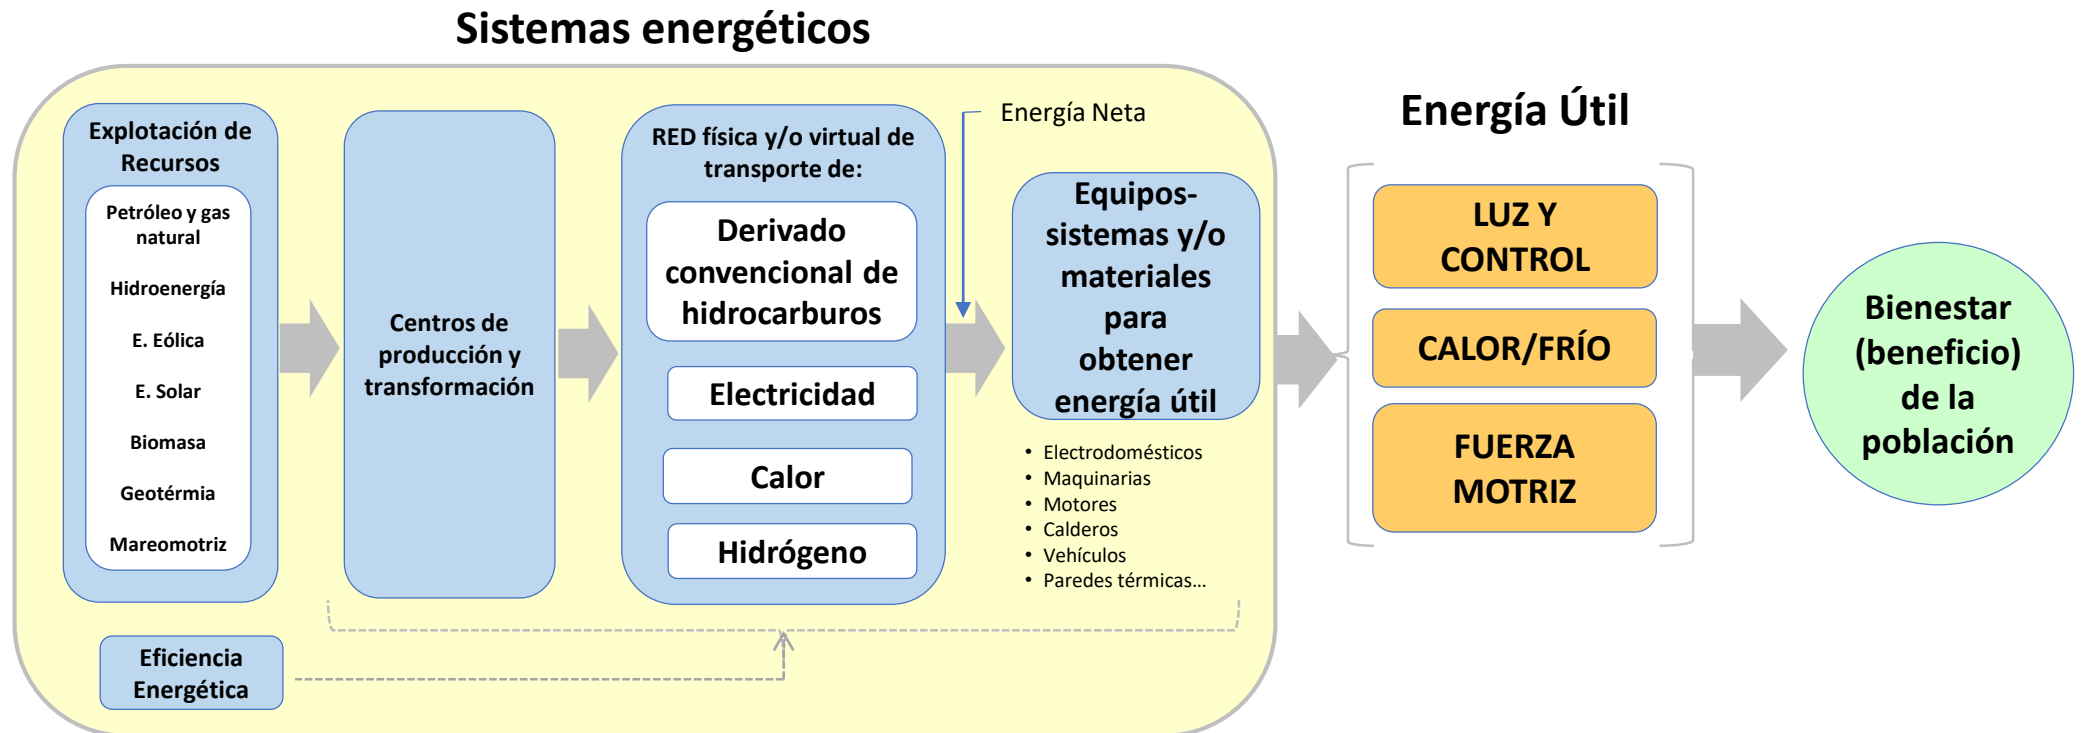 Sistemas energéticos
Explotación de
Recursos
Petróleo y gas
natural
Hidroenergía
E. Eólica
E. Solar
Biomasa
Geotérmia
Mareomotriz
Centros de
producción y
transformación
RED física y/o virtual de
transporte de:
Derivado
convencional de
hidrocarburos
Electricidad
Calor
Hidrógeno
Energía Neta
Equipos-
sistemas y/o
materiales
para
obtener
energía útil
• Electrodomésticos
• Maquinarias
• Motores
• Calderos
• Vehículos
• Paredes térmicas...
Eficiencia
Energética
Energía Útil
LUZ Y
CONTROL
CALOR/FRÍO
FUERZA
MOTRIZ
Bienestar
(beneficio)
de la
población